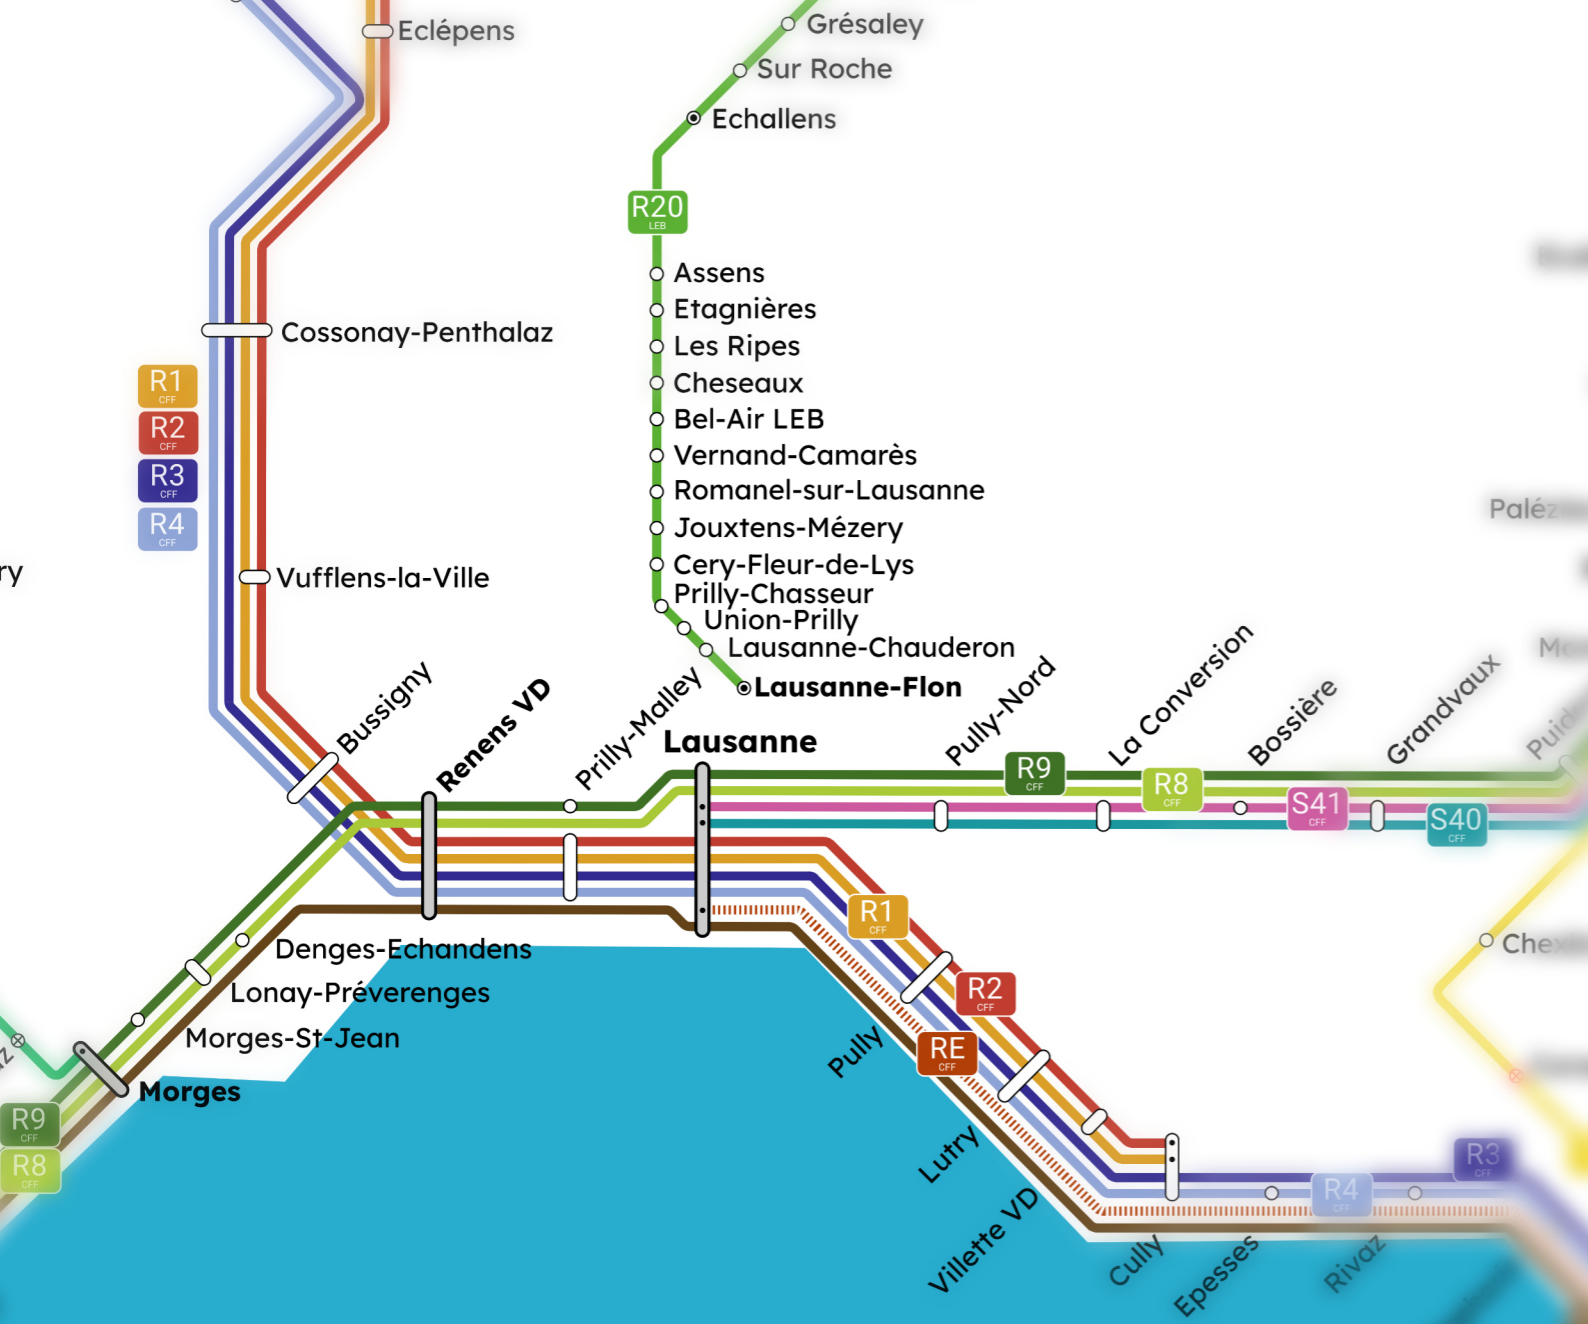 Eclépens
Grésaley
Sur Roche
Echallens
R20
LEB
Assens
Etagnières
Les Ripes
Cheseaux
Bel-Air LEB
Vernand-Camarès
Romanel-sur-Lausanne
Jouxtens-Mézery
Cery-Fleur-de-Lys
Prilly-Chasseur
Union-Prilly
Lausanne-Chauderon
Lausanne-Flon
Cossonay-Penthalaz
R1
CFF
R2
CFF
R3
CFF
R4
CFF
ry
Vufflens-la-Ville
Bussigny
Renens VD
Prilly-Malley
Lausanne
Pully-Nord
La Conversion
Bossière
Grandvaux
R9
CFF
R8
CFF
S41
CFF
S40
CFF
Denges-Echandens
Lonay-Préverenges
Morges-St-Jean
Morges
z
R9
CFF
R8
CFF
R1
CFF
R2
CFF
RE
CFF
Pully
Lutry
Villette VD
Cully
Epesses
Rivaz
R4
CFF
R3
CFF